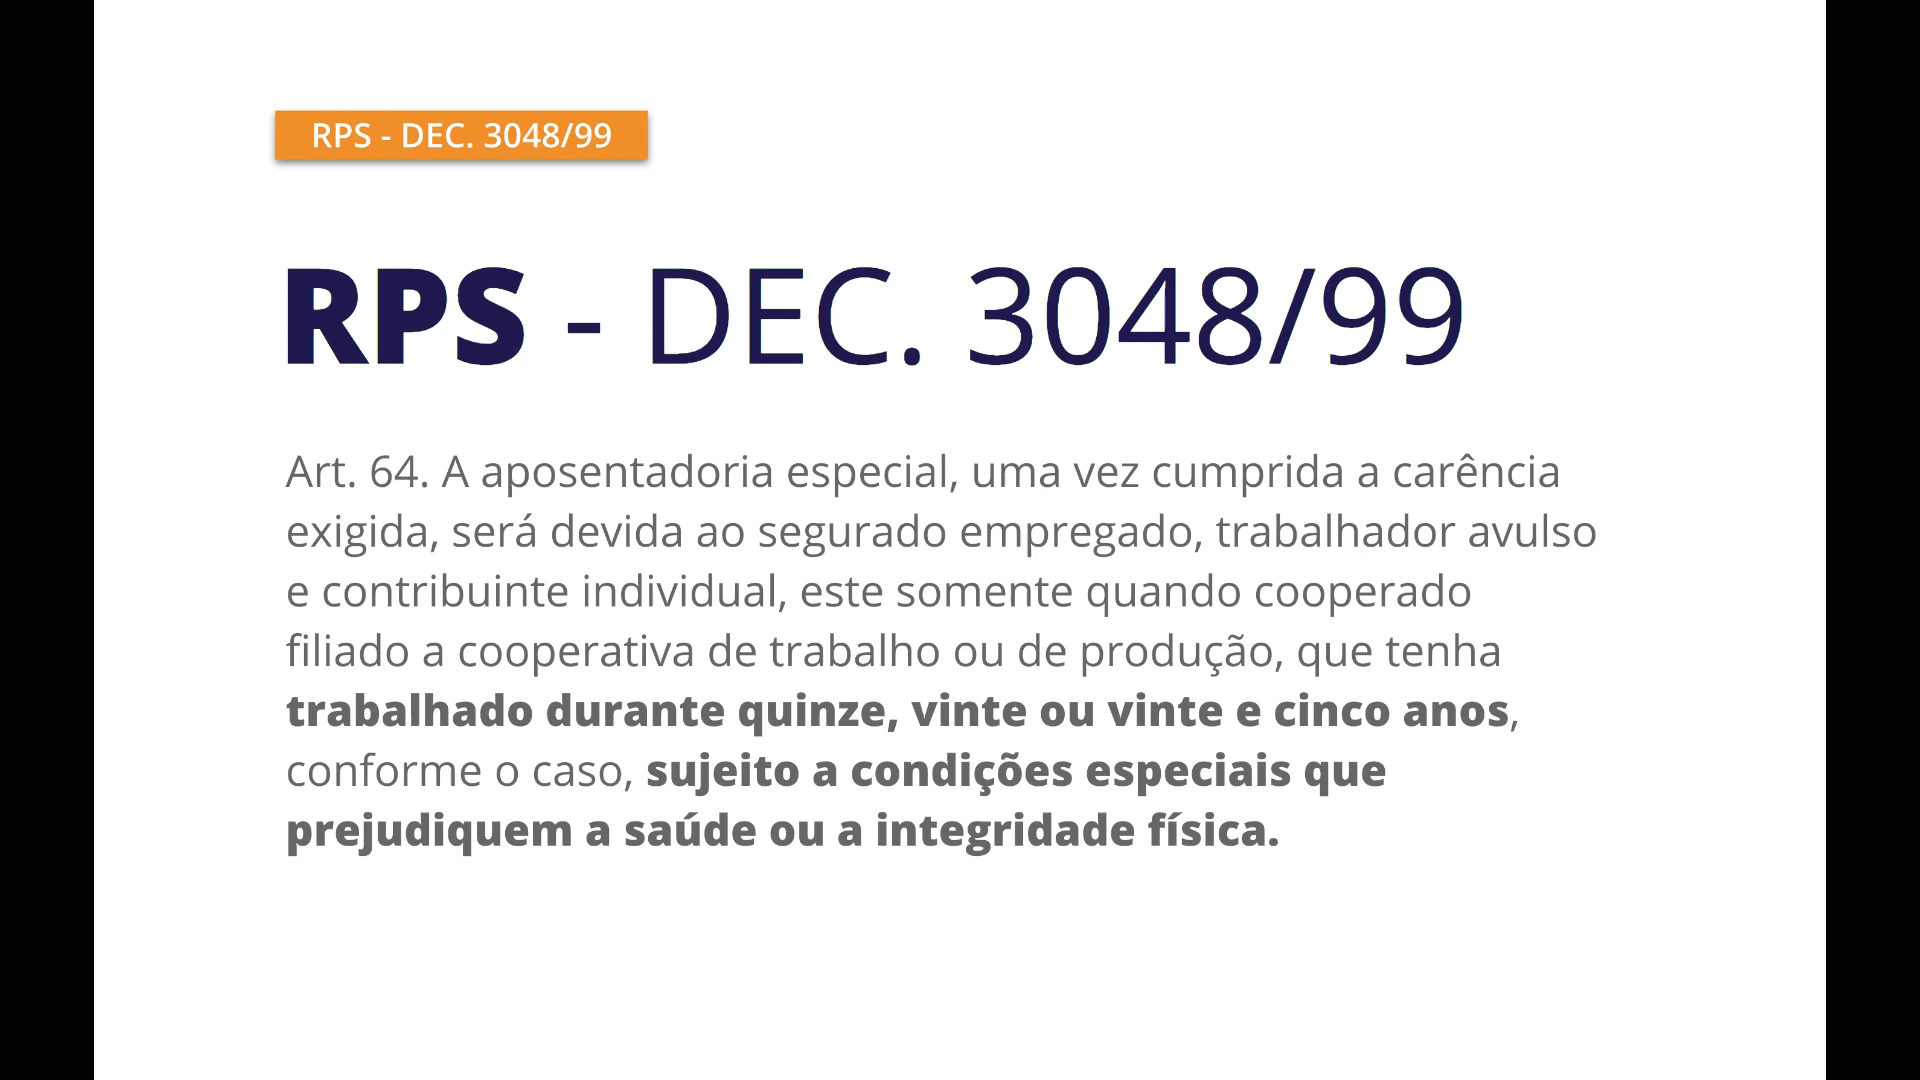 RPS - DEC. 3048/99
RPS - DEC. 3048/99
Art. 64. A aposentadoria especial, uma vez cumprida a carência
exigida, será devida ao segurado empregado, trabalhador avulso
e contribuinte individual, este somente quando cooperado
filiado a cooperativa de trabalho ou de produção, que tenha
trabalhado durante quinze, vinte ou vinte e cinco anos,
conforme o caso, sujeito a condições especiais que
prejudiquem a saúde ou a integridade física.